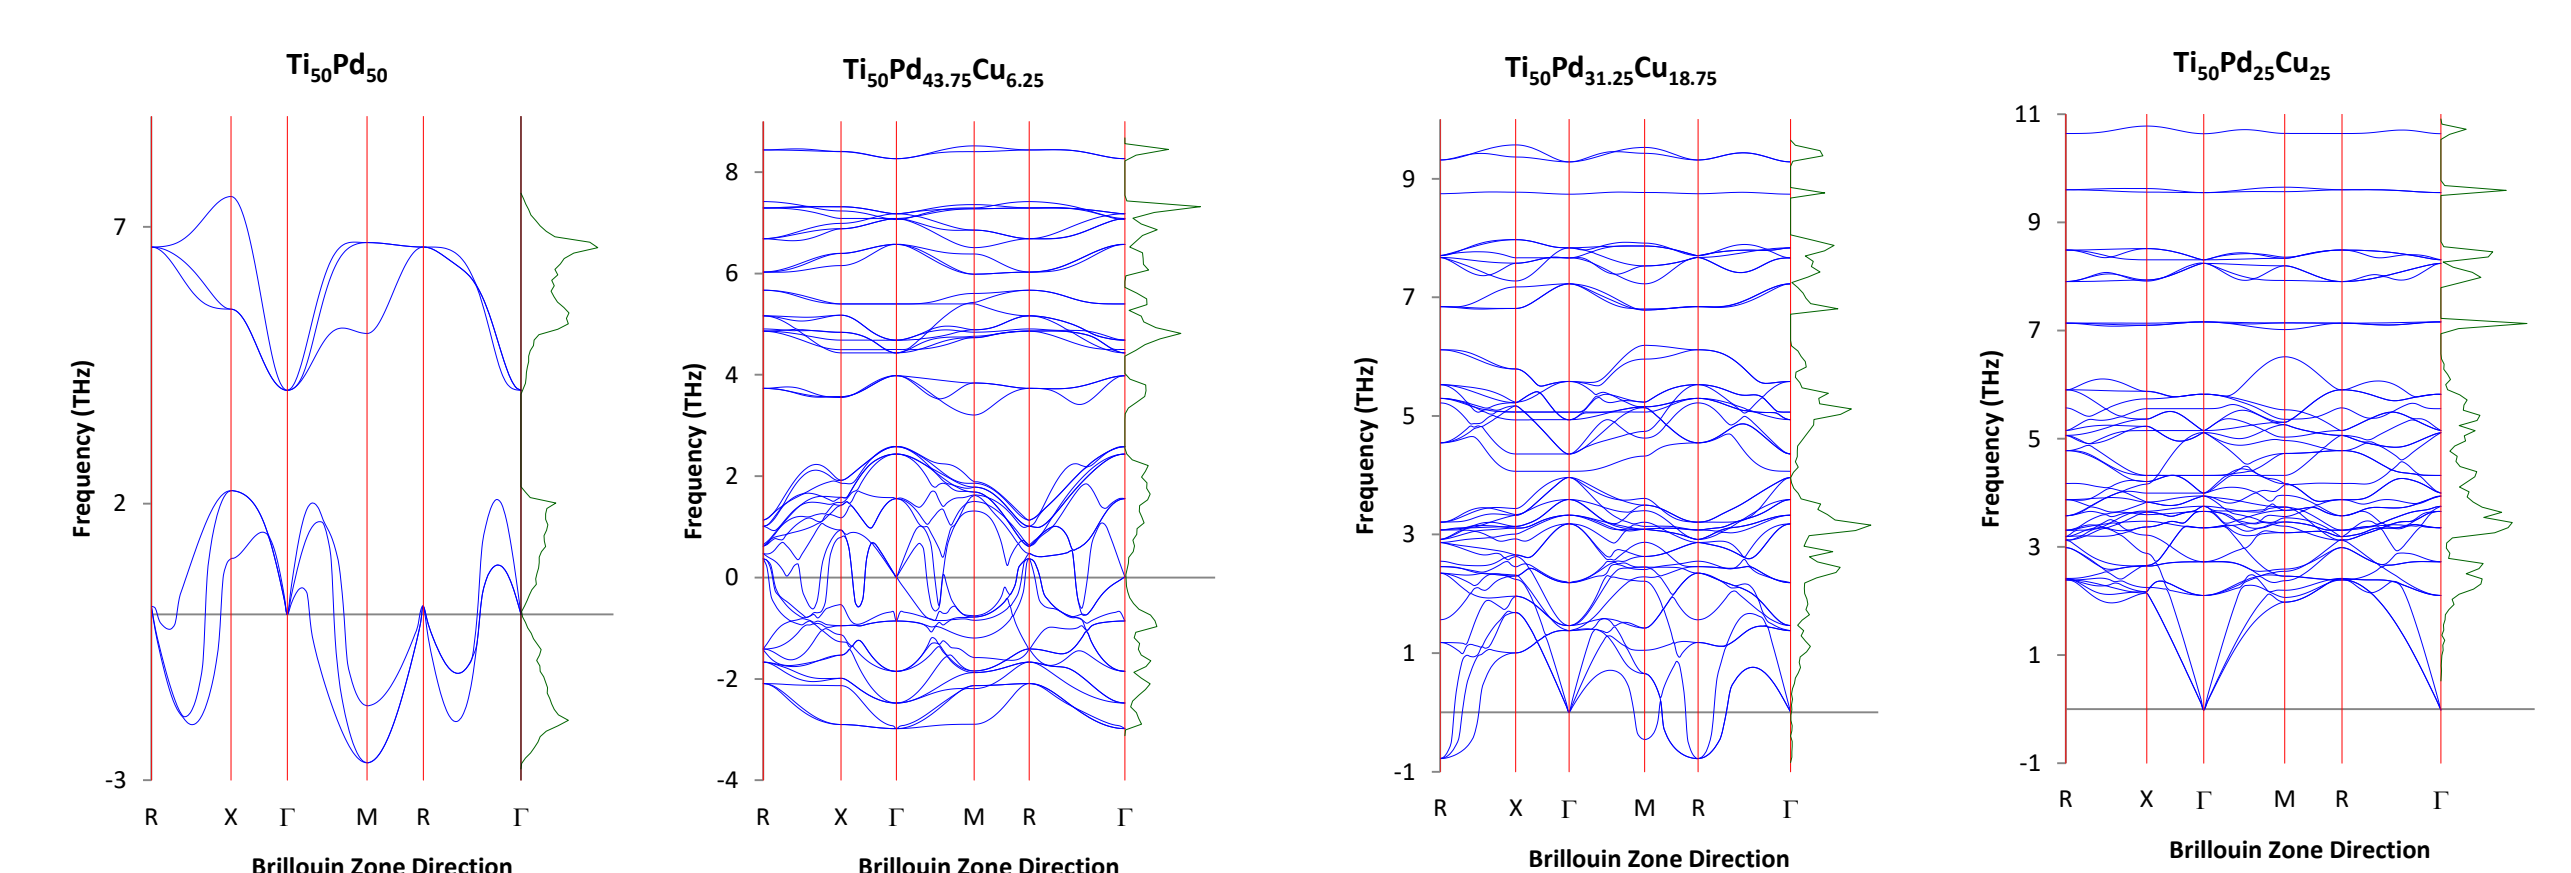 Ti50Pd50
Frequency (THz)
7
2
-3
R X Γ M R Γ
Brillouin Zone Direction
Ti50Pd43.75Cu6.25
Frequency (THz)
8
6
4
2
0
-2
-4
R X Γ M R Γ
Brillouin Zone Direction
Ti50Pd31.25Cu18.75
Frequency (THz)
9
7
5
3
1
-1
R X Γ M R Γ
Brillouin Zone Direction
Ti50Pd25Cu25
Frequency (THz)
11
9
7
5
3
1
-1
R X Γ M R Γ
Brillouin Zone Direction